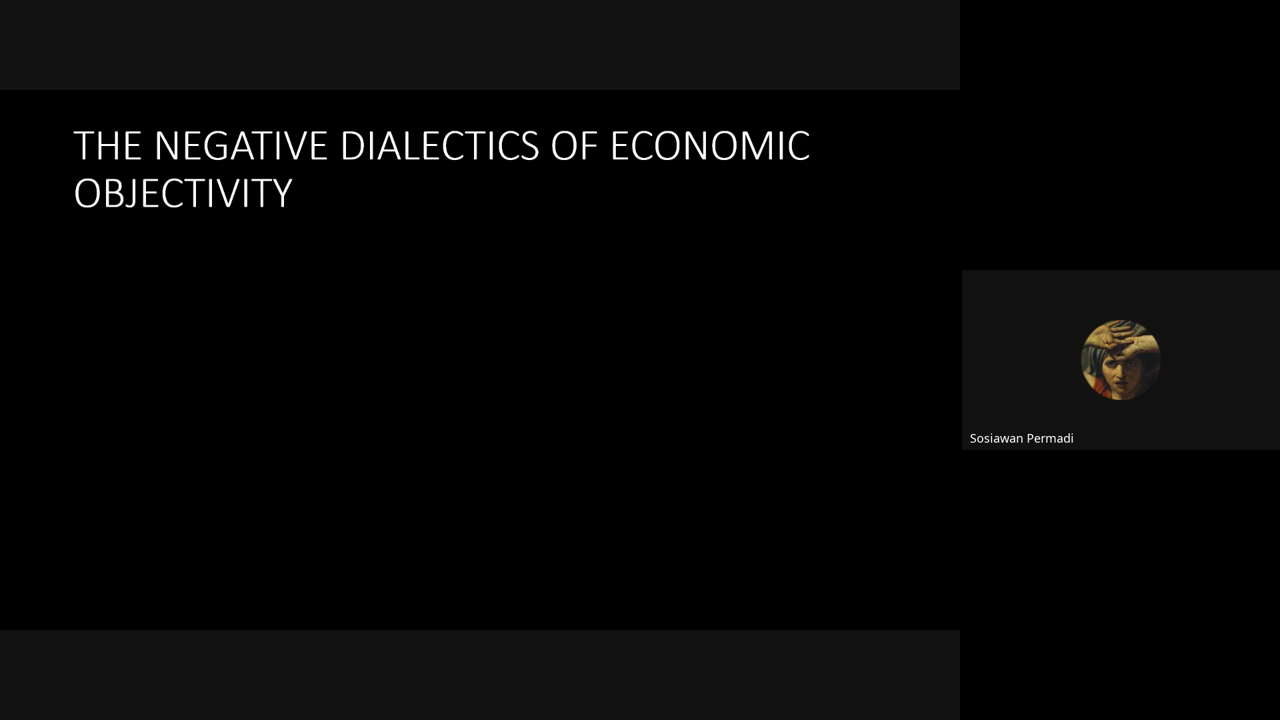 THE NEGATIVE DIALECTICS OF ECONOMIC
OBJECTIVITY
Sosiawan Permadi